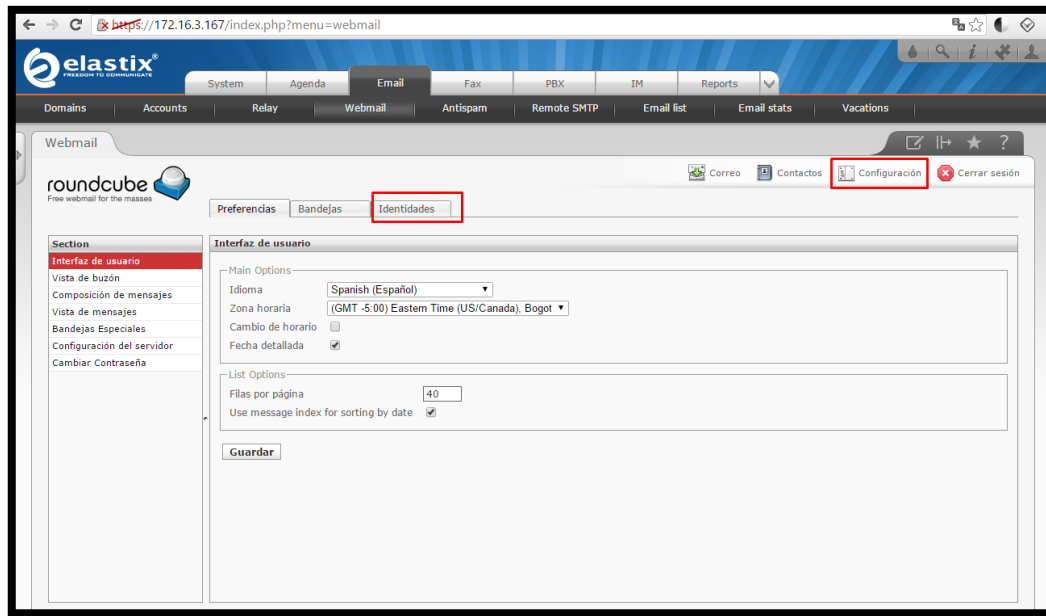 https://172.16.3.167/index.php?menu=webmail
elastix®
FREEDOM TO COMMUNICATE
System Agenda Email Fax PBX IM Reports
Domains Accounts Relay Webmail Antispam Remote SMTP Email list Email stats Vacations
Webmail
roundcube
Free webmail for the masses
Correo Contactos Configuración Cerrar sesión
Preferencias Bandejas Identidades
Section
Interfaz de usuario
Vista de buzón
Composición de mensajes
Vista de mensajes
Bandejas Especiales
Configuración del servidor
Cambiar Contraseña
Interfaz de usuario
Main Options
Idioma Spanish (Español)
Zona horaria (GMT -5:00) Eastern Time (US/Canada), Bogot
Cambio de horario
Fecha detallada
List Options
Filas por página 40
Use message index for sorting by date
Guardar